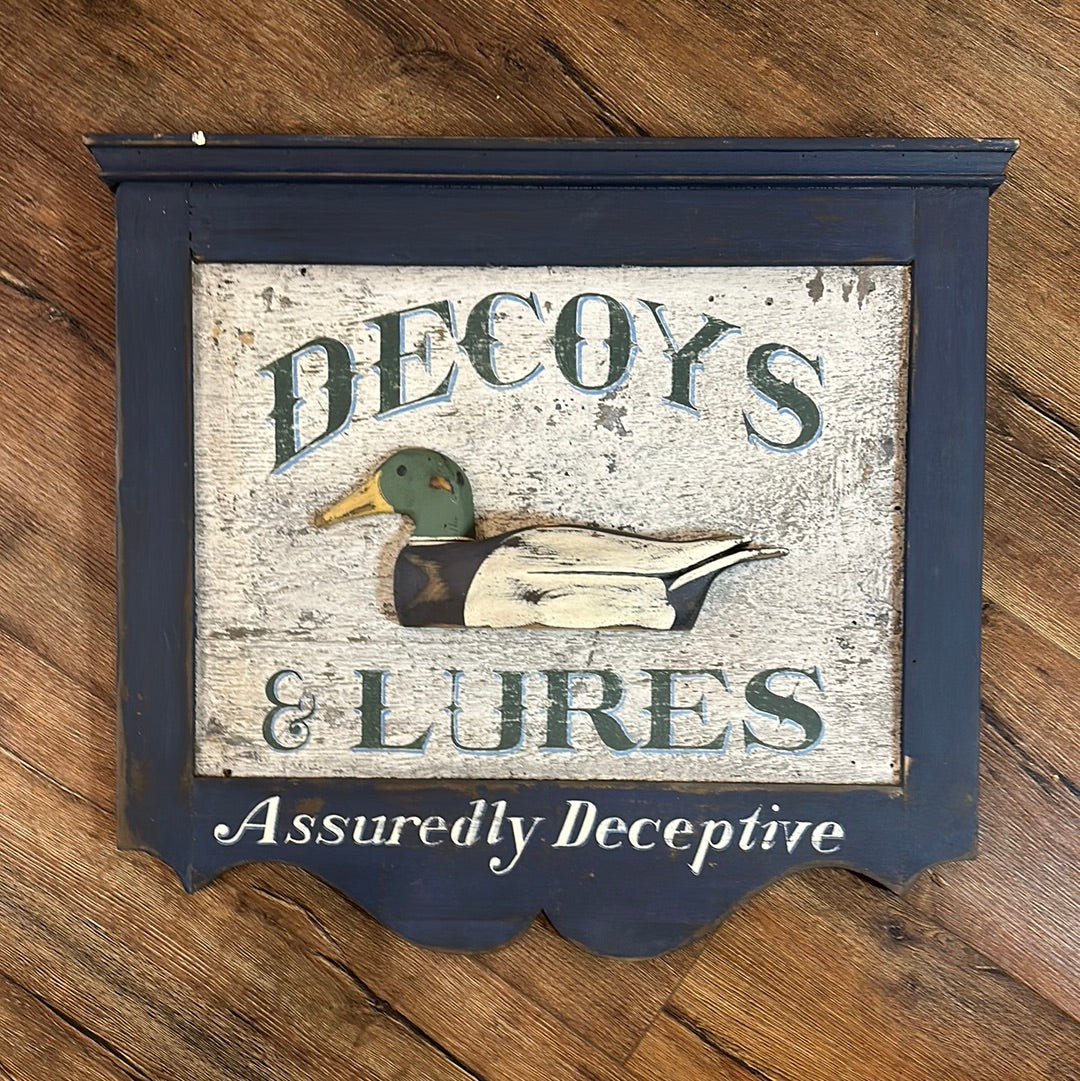 DECOYS
& LURES
Assuredly Deceptive